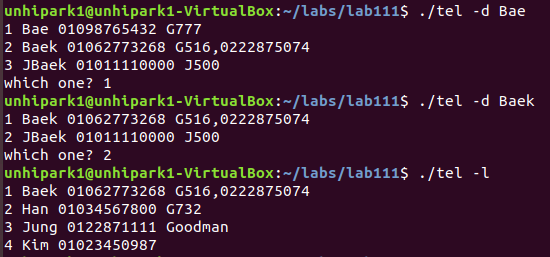 unhipark1@unhipark1-VirtualBox:~/labs/lab111$ ./tel -d Bae
1 Bae 01098765432 G777
2 Baek 01062773268 G516,0222875074
3 JBaek 01011110000 J500
which one? 1
unhipark1@unhipark1-VirtualBox:~/labs/lab111$ ./tel -d Baek
1 Baek 01062773268 G516,0222875074
2 JBaek 01011110000 J500
which one? 2
unhipark1@unhipark1-VirtualBox:~/labs/lab111$ ./tel -l
1 Baek 01062773268 G516,0222875074
2 Han 01034567800 G732
3 Jung 0122871111 Goodman
4 Kim 01023450987